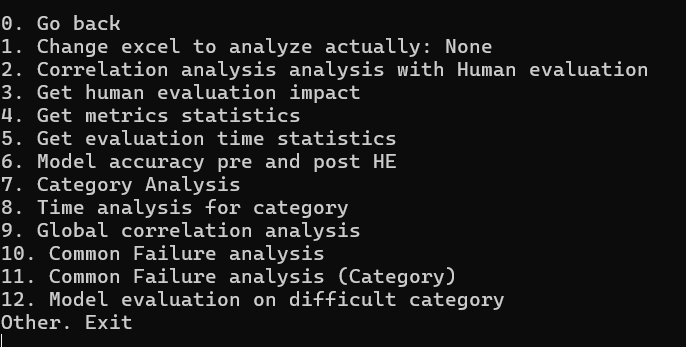 0. Go back
1. Change excel to analyze actually: None
2. Correlation analysis analysis with Human evaluation
3. Get human evaluation impact
4. Get metrics statistics
5. Get evaluation time statistics
6. Model accuracy pre and post HE
7. Category Analysis
8. Time analysis for category
9. Global correlation analysis
10. Common Failure analysis
11. Common Failure analysis (Category)
12. Model evaluation on difficult category
Other. Exit